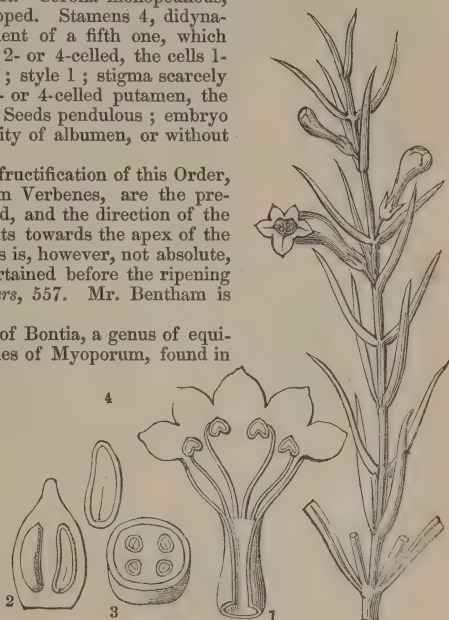 oped. Stamens 4, didyna-
ent of a fifth one, which
2- or 4-celled, the cells 1-
; style 1 ; stigma scarcely
- or 4-celled putamen, the
Seeds pendulous ; embryo
ity of albumen, or without
fructification of this Order,
m Verbenes, are the pre-
d, and the direction of the
ts towards the apex of the
s is, however, not absolute,
rtained before the ripening
rs, 557. Mr. Bentham is
of Bontia, a genus of equi-
es of Myoporum, found in
4
2
3
1